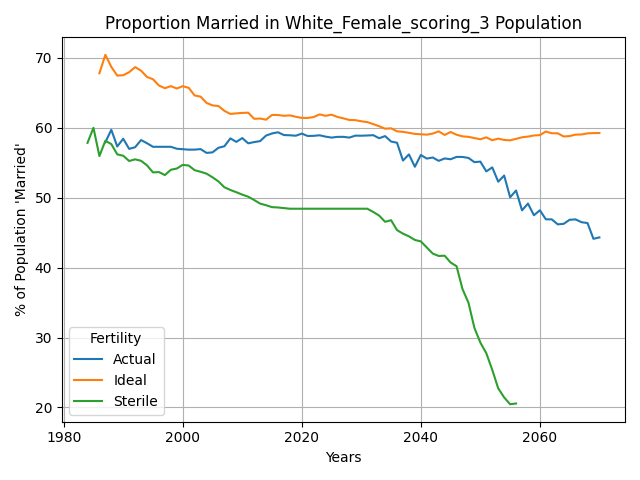 Proportion Married in White_Female_scoring_3 Population
% of Population 'Married'
70
60
50
40
30
20
Fertility
Actual
Ideal
Sterile
1980
2000
2020
2040
2060
Years